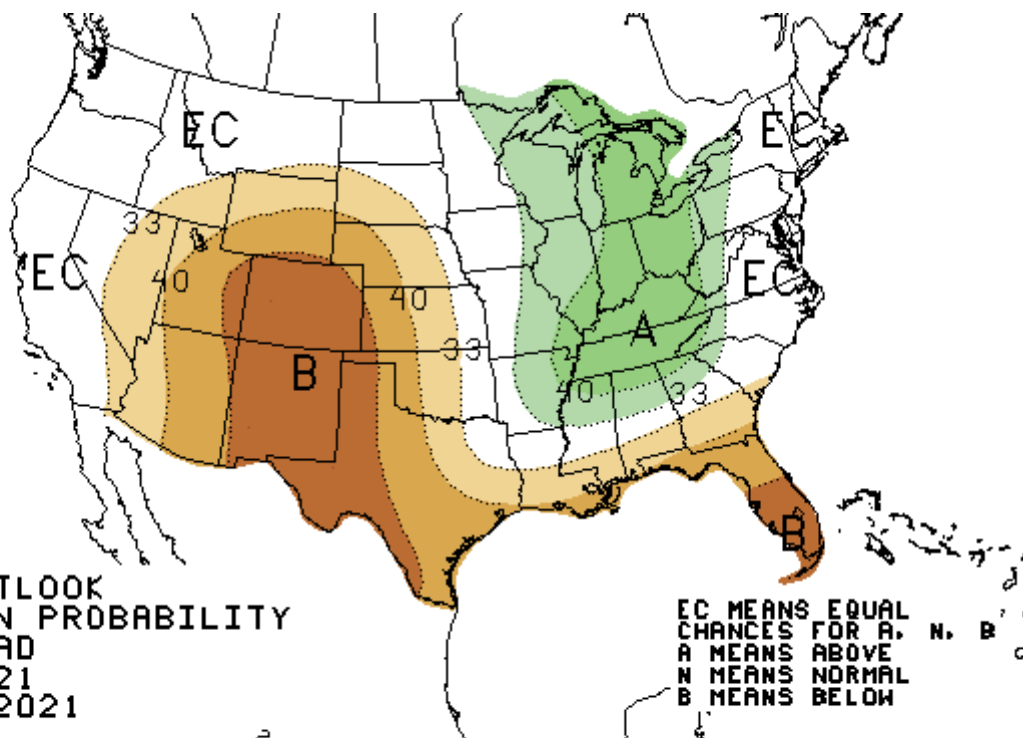 EC
EC
33
EC
40
EC
40
A
33
B
40
33
B
TLOOK
N PROBABILITY
AD
21
2021
EC MEANS EQUAL
CHANCES FOR A, N, B
A MEANS ABOVE
N MEANS NORMAL
B MEANS BELOW